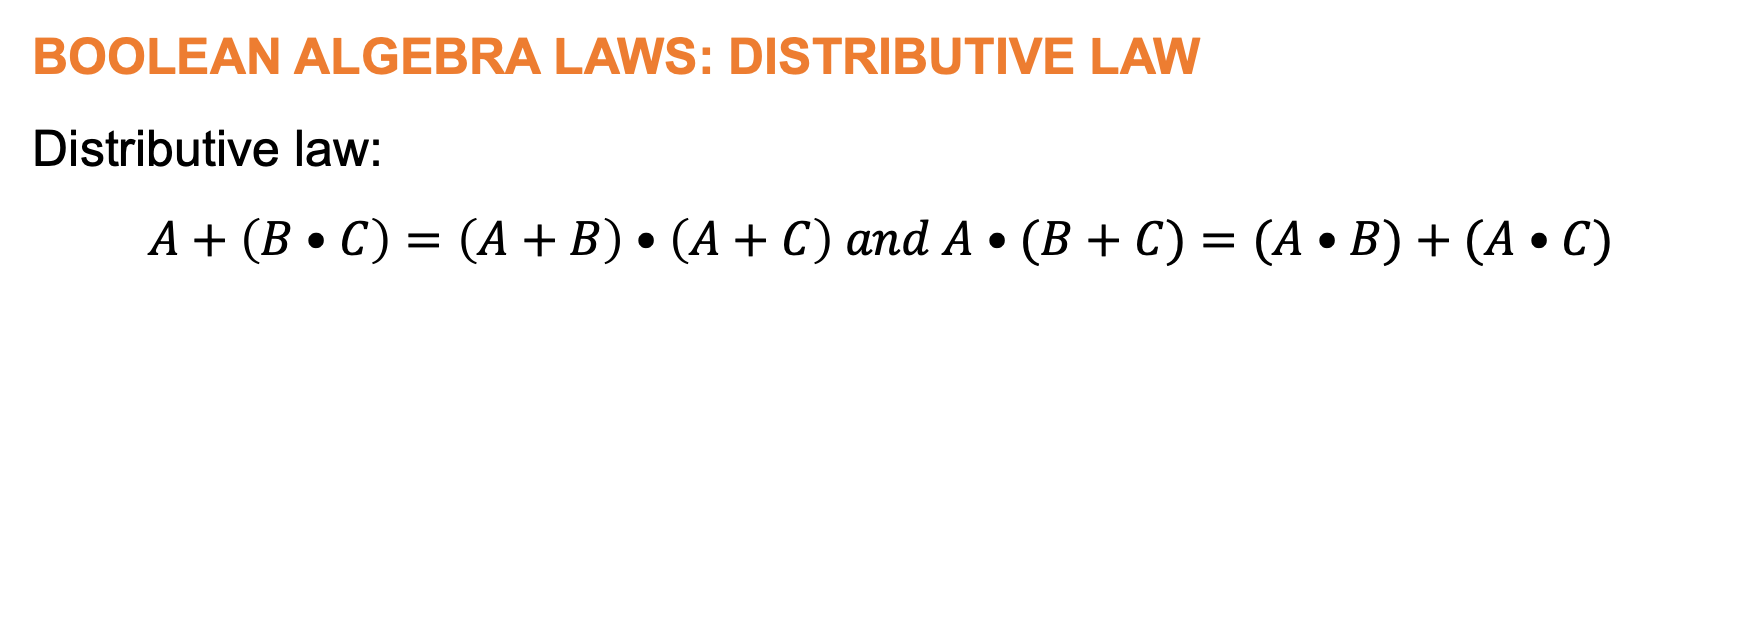 BOOLEAN ALGEBRA LAWS: DISTRIBUTIVE LAW
Distributive law:
A + (B • C) = (A + B) • (A + C) and A • (B + C) = (A • B) + (A • C)